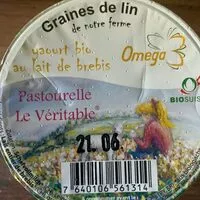 Graines de lin
de notre ferme
yaourt bio
au lait de brebis
Omega 3
Pastourelle
Le Véritable®
BIOSUIS
21.06
7 640106 561314